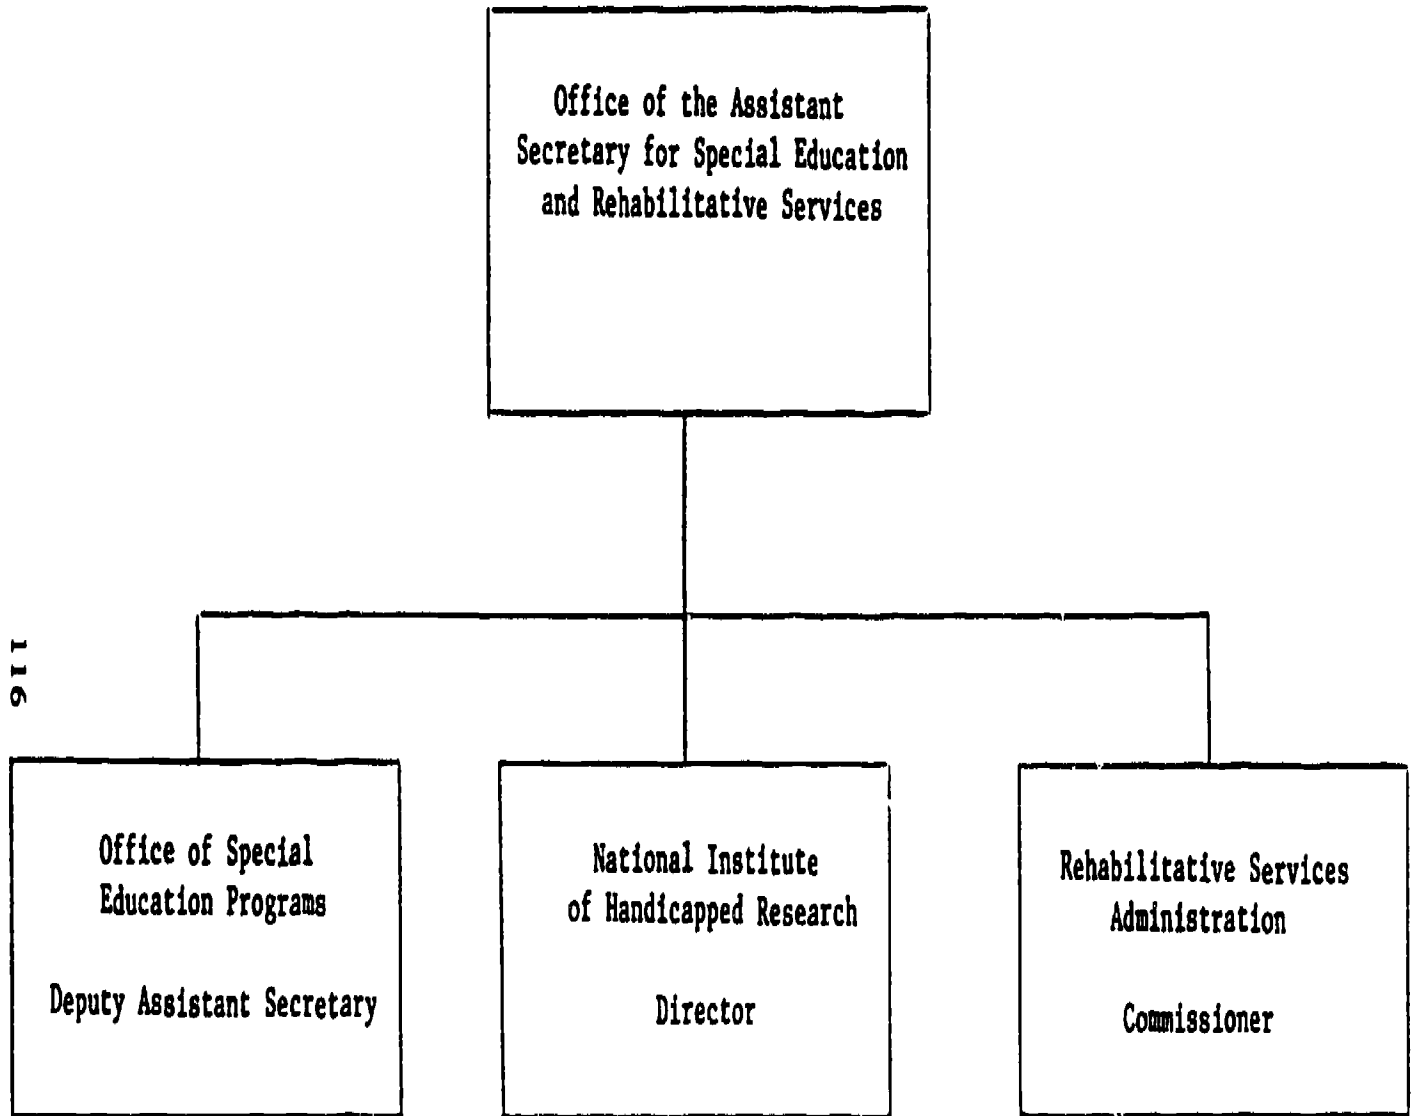 Office of the Assistant
Secretary for Special Education
and Rehabilitative Services
116
Office of Special
Education Programs
Deputy Assistant Secretary
National Institute
of Handicapped Research
Director
Rehabilitative Services
Administration
Commissioner